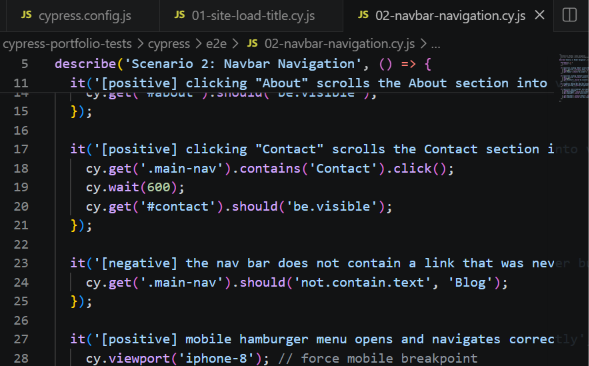 JS cypress.config.js JS 01-site-load-title.cy.js JS 02-navbar-navigation.cy.js
cypress-portfolio-tests > cypress > e2e > JS 02-navbar-navigation.cy.js > ...
5 describe('Scenario 2: Navbar Navigation', () => {
11 it('[positive] clicking "About" scrolls the About section into
14 cy.get('#about').should('be.visible');
15 });
16
17 it('[positive] clicking "Contact" scrolls the Contact section into
18 cy.get('.main-nav').contains('Contact').click();
19 cy.wait(600);
20 cy.get('#contact').should('be.visible');
21 });
22
23 it('[negative] the nav bar does not contain a link that was never
24 cy.get('.main-nav').should('not.contain.text', 'Blog');
25 });
26
27 it('[positive] mobile hamburger menu opens and navigates correctly'
28 cy.viewport('iphone-8'); // force mobile breakpoint